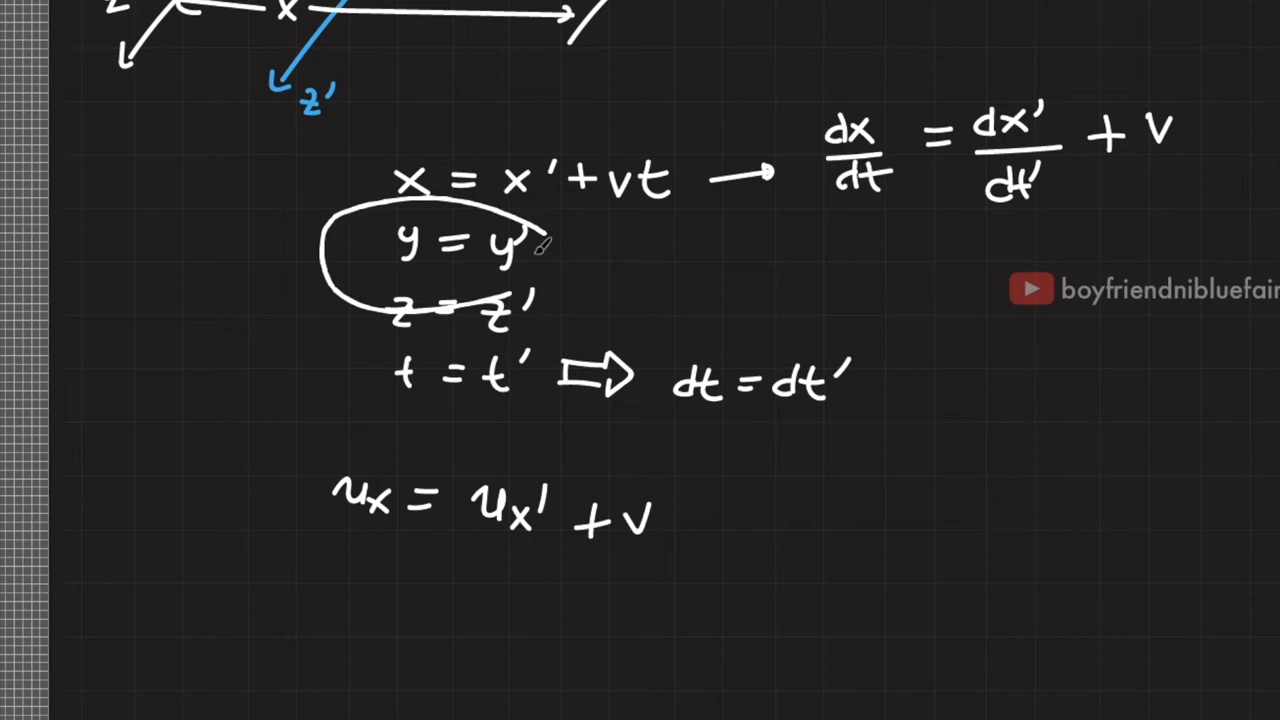 z x
z'
x = x' + vt → dx/dt = dx'/dt' + v
y = y'
z = z'
t = t' ⇒ dt = dt'
ux = ux' + v
boyfriendnibluefair